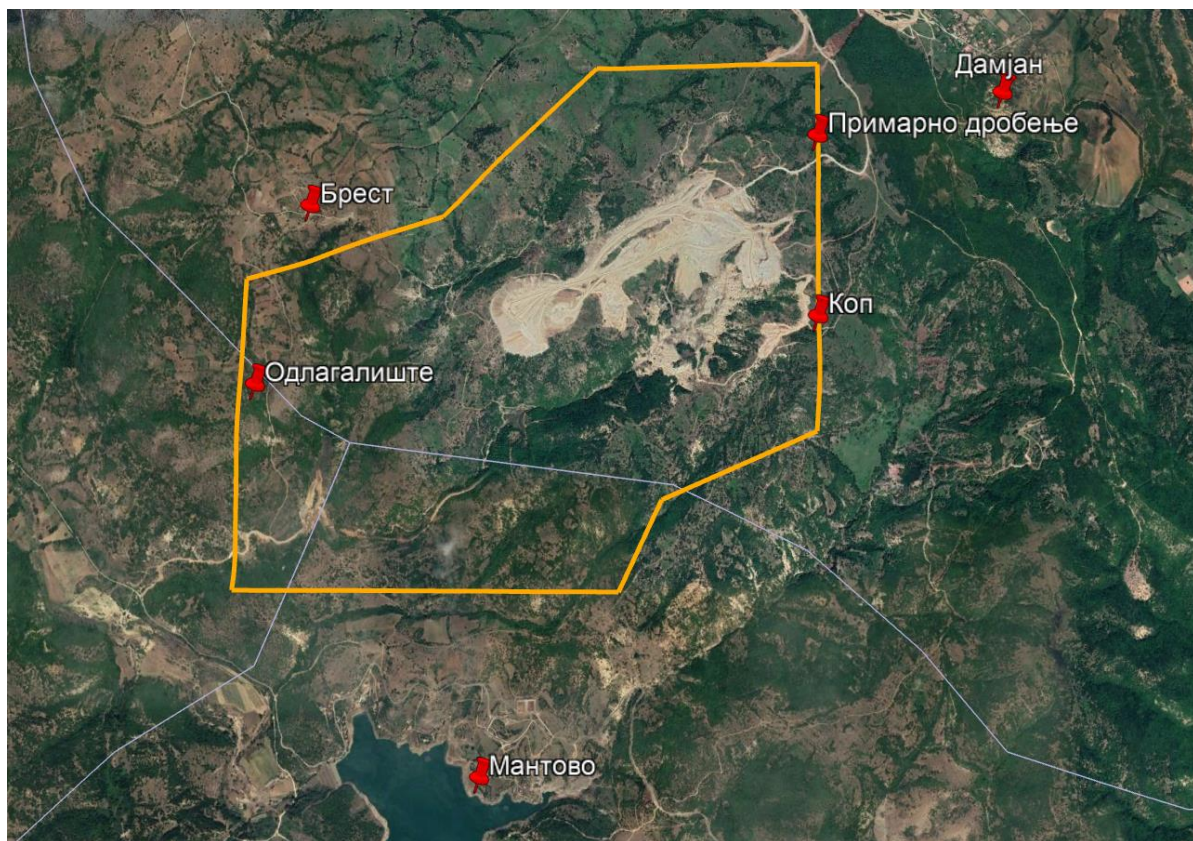 Дамјан
Примарно дробење
Брест
Коп
Одлагалиште
Мантово